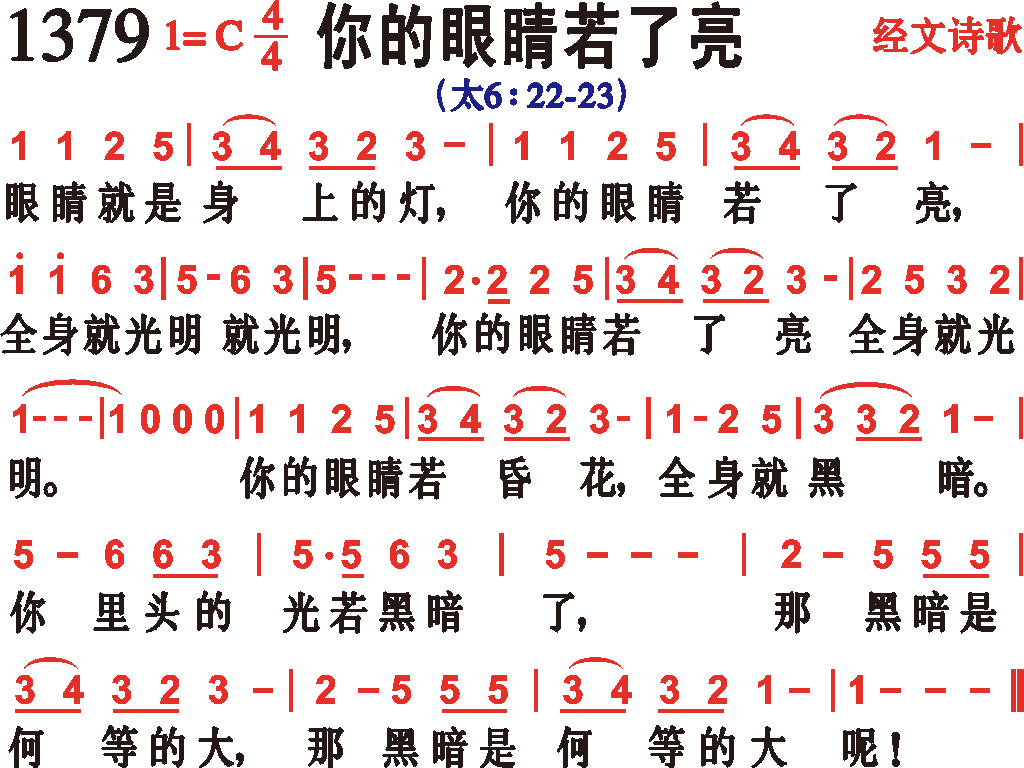 1379 1=C 4/4 你的眼睛若了亮 经文诗歌
（太6：22-23）
1 1 2 5 | 3 4 3 2 3 - | 1 1 2 5 | 3 4 3 2 1 - |
眼睛就是身 上的灯，你的眼睛 若 了 亮，
i i 6 3 | 5 - 6 3 | 5 - - - | 2 · 2 2 5 | 3 4 3 2 3 - | 2 5 3 2 |
全身就光明 就光明， 你的眼睛若 了 亮 全身就光
1 - - - | 1 0 0 0 | 1 1 2 5 | 3 4 3 2 3 - | 1 - 2 5 | 3 3 2 1 - |
明。 你的眼睛若 昏 花，全身就黑 暗。
5 - 6 6 3 | 5 · 5 6 3 | 5 - - - | 2 - 5 5 5 |
你 里头的 光若黑暗 了， 那 黑暗是
3 4 3 2 3 - | 2 - 5 5 5 | 3 4 3 2 1 - | 1 - - - ‖
何 等的大， 那 黑暗是 何 等的大 呢！